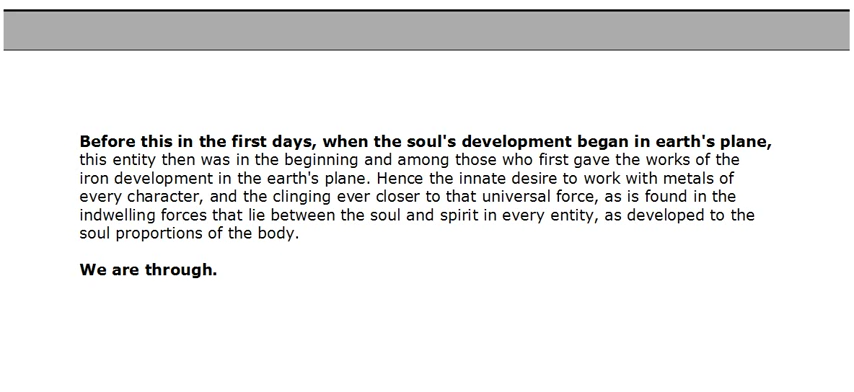 Before this in the first days, when the soul's development began in earth's plane,
this entity then was in the beginning and among those who first gave the works of the
iron development in the earth's plane. Hence the innate desire to work with metals of
every character, and the clinging ever closer to that universal force, as is found in the
indwelling forces that lie between the soul and spirit in every entity, as developed to the
soul proportions of the body.
We are through.